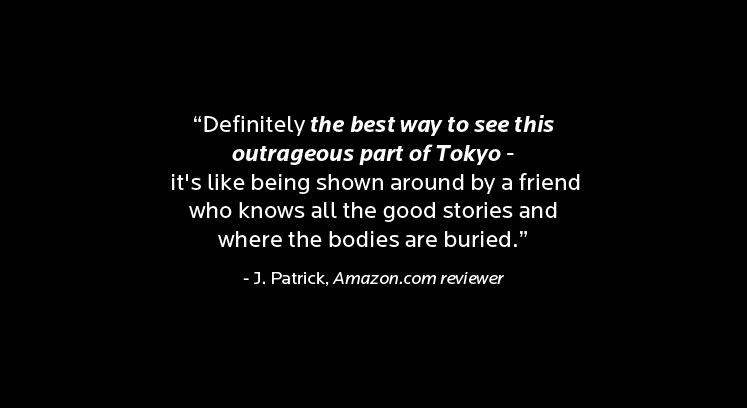 “Definitely the best way to see this
outrageous part of Tokyo -
it's like being shown around by a friend
who knows all the good stories and
where the bodies are buried.”
- J. Patrick, Amazon.com reviewer